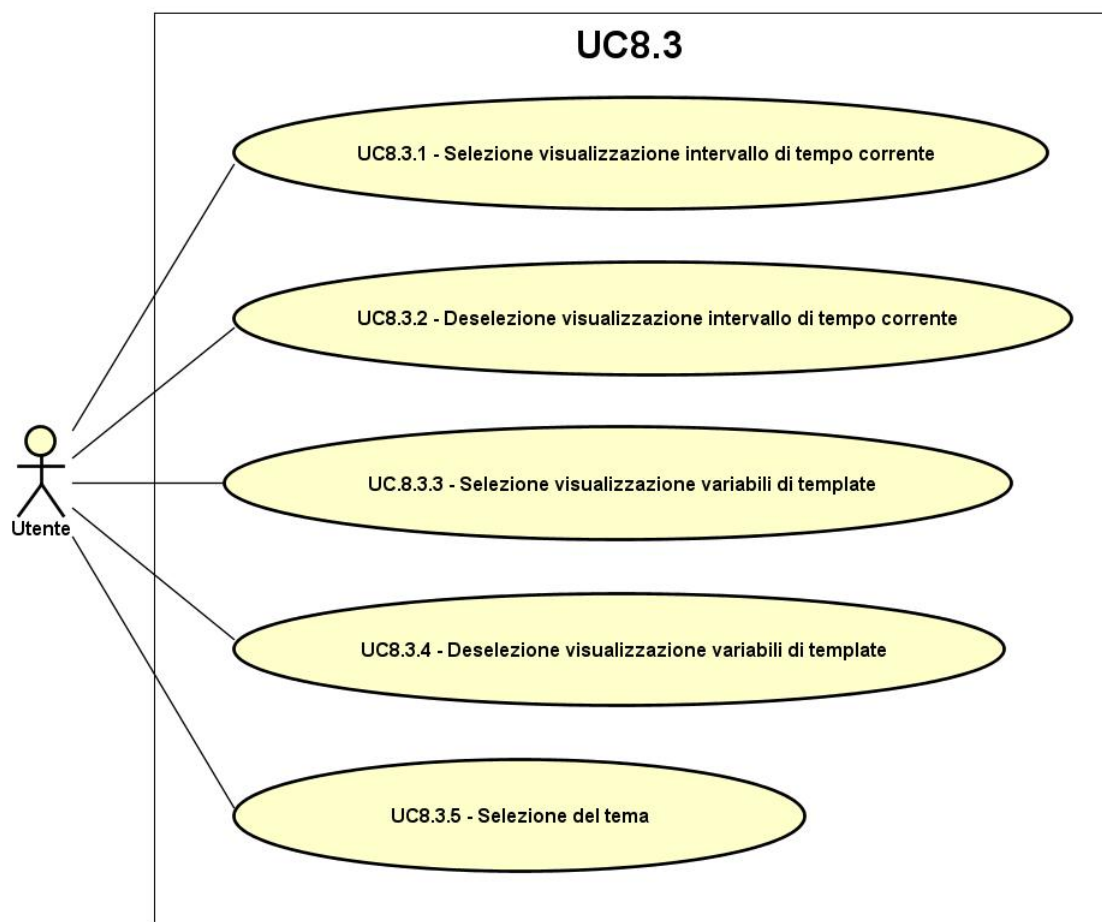 UC8.3
UC8.3.1 - Selezione visualizzazione intervallo di tempo corrente
UC8.3.2 - Deselezione visualizzazione intervallo di tempo corrente
UC.8.3.3 - Selezione visualizzazione variabili di template
Utente
UC8.3.4 - Deselezione visualizzazione variabili di template
UC8.3.5 - Selezione del tema